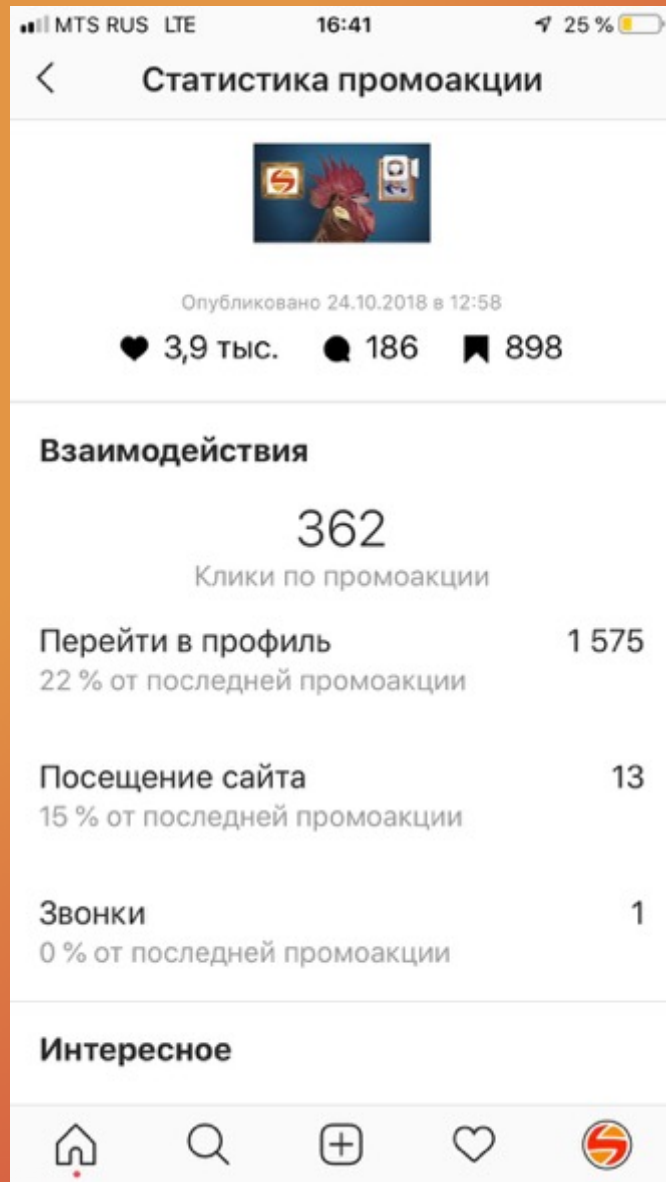 MTS RUS LTE 16:41 25 %
Статистика промоакции
Опубликовано 24.10.2018 в 12:58
3,9 тыс. 186 898
Взаимодействия
362
Клики по промоакции
Перейти в профиль 1 575
22 % от последней промоакции
Посещение сайта 13
15 % от последней промоакции
Звонки 1
0 % от последней промоакции
Интересное